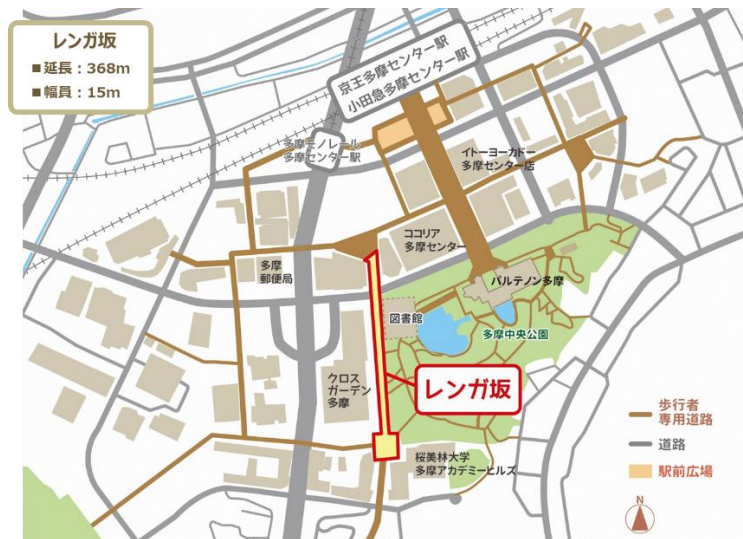 レンガ坂
■延長：368m
■幅員：15m
京王多摩センター駅
小田急多摩センター駅
多摩モノレール
多摩センター駅
イトーヨーカドー
多摩センター店
ココリア
多摩センター
多摩
郵便局
パルテノン多摩
図書館
多摩中央公園
クロス
ガーデン
多摩
レンガ坂
桜美林大学
多摩アカデミーヒルズ
歩行者
専用道路
道路
駅前広場
N